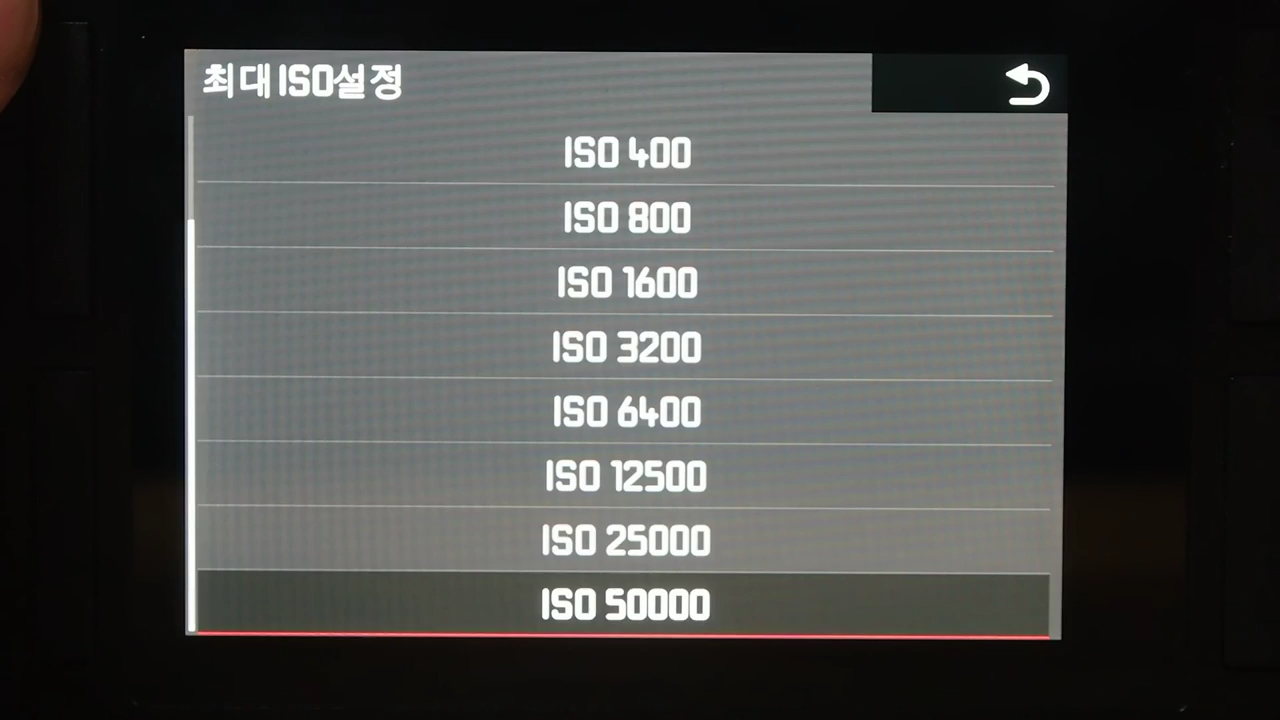 최대 ISO설정
ISO 400
ISO 800
ISO 1600
ISO 3200
ISO 6400
ISO 12500
ISO 25000
ISO 50000